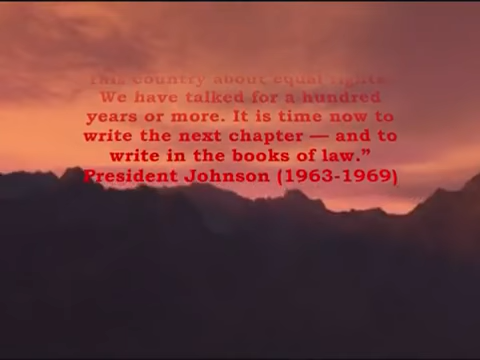 this country about equal rights.
We have talked for a hundred
years or more. It is time now to
write the next chapter — and to
write in the books of law.”
President Johnson (1963-1969)